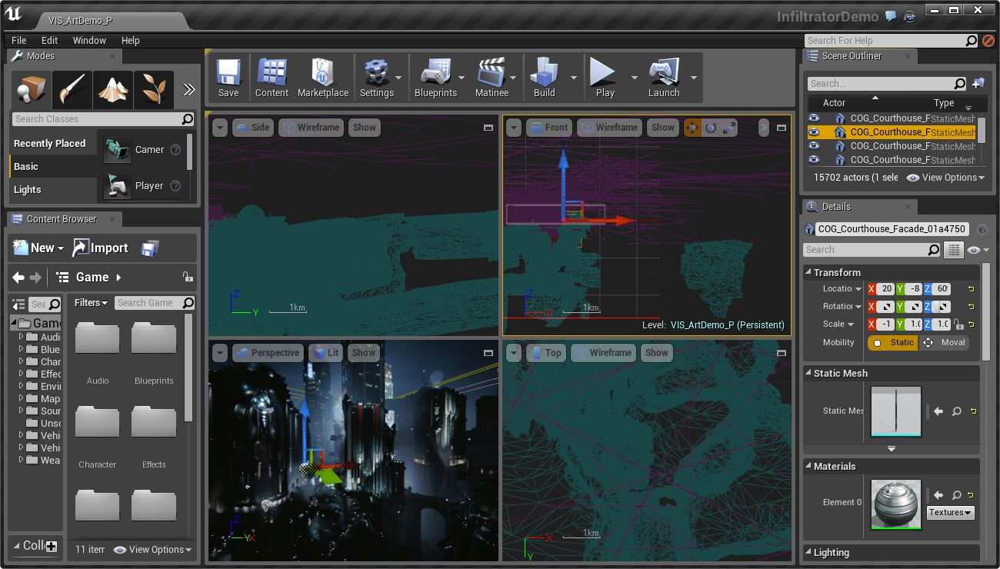 VIS_ArtDemo_P
InfiltratorDemo
File Edit Window Help
Search For Help
Modes
Search Classes
Recently Placed
Basic
Lights
Camer
Player
Save Content Marketplace Settings Blueprints Matinee Build Play Launch
Content Browser
New Import
Game
Filters
Search Game
Sea
Game
Audio
Blue
Char
Effec
Envi
Map
Sour
Unso
Vehi
Vehi
Wea
Audio Blueprints
Character Effects
Coll
11 item View Options
Side Wireframe Show
Z
Y
1km
Front Wireframe Show
Z
X
1km
Level: VIS_ArtDemo_P (Persistent)
Perspective Lit Show
Z
Y X
Top Wireframe Show
X
Y
1km
Scene Outliner
Search...
Actor Type
COG_Courthouse_F StaticMesh
COG_Courthouse_F StaticMesh
COG_Courthouse_F StaticMesh
COG_Courthouse_F StaticMesh
15702 actors (1 sele View Options
Details
COG_Courthouse_Facade_01a4750
Search
Transform
Locatio X 20 Y -8 Z 60
Rotation X Y Z
Scale X -1 Y 1.0 Z 1.0
Mobility Static Moval
Static Mesh
Static Mes
Materials
Element 0
Textures
Lighting